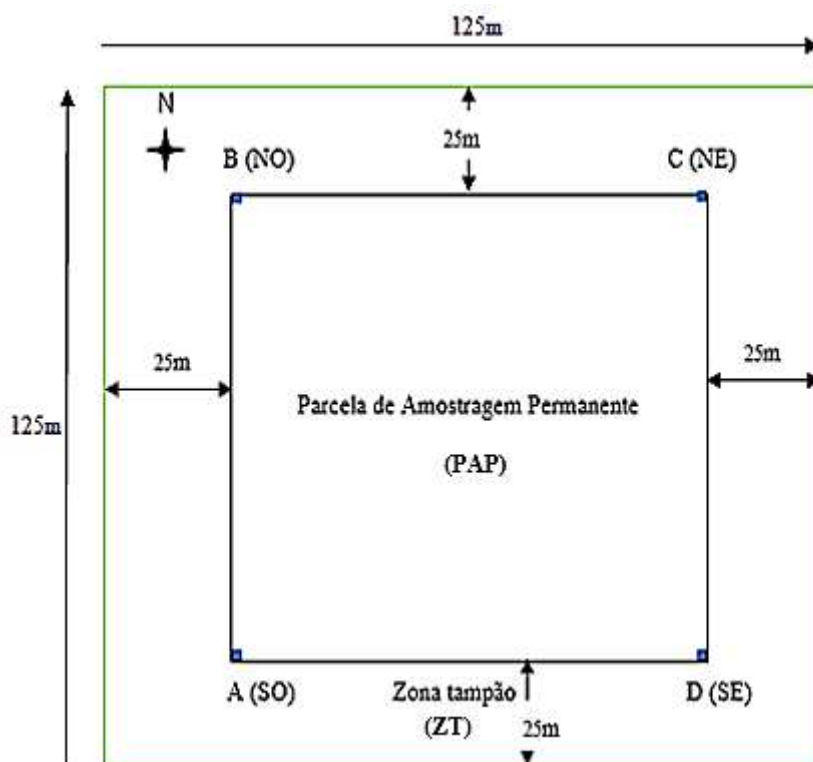 125m
N
25m
B (NO)
C (NE)
25m
25m
125m
Parcela de Amostragem Permanente
(PAP)
A (SO)
Zona tampão
D (SE)
(ZT)
25m